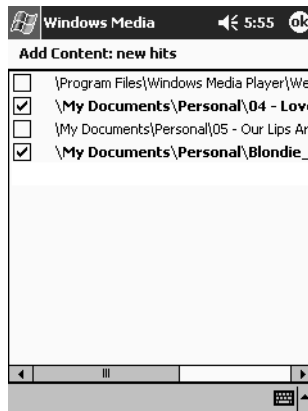 Windows Media 5:55 ok
Add Content: new hits
\Program Files\Windows Media Player\We
\My Documents\Personal\04 - Love
\My Documents\Personal\05 - Our Lips Ar
\My Documents\Personal\Blondie_